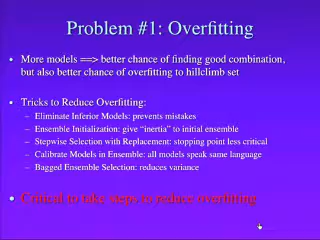 Problem #1: Overfitting
• More models ==> better chance of finding good combination,
but also better chance of overfitting to hillclimb set
• Tricks to Reduce Overfitting:
– Eliminate Inferior Models: prevents mistakes
– Ensemble Initialization: give “inertia” to initial ensemble
– Stepwise Selection with Replacement: stopping point less critical
– Calibrate Models in Ensemble: all models speak same language
– Bagged Ensemble Selection: reduces variance
• Critical to take steps to reduce overfitting